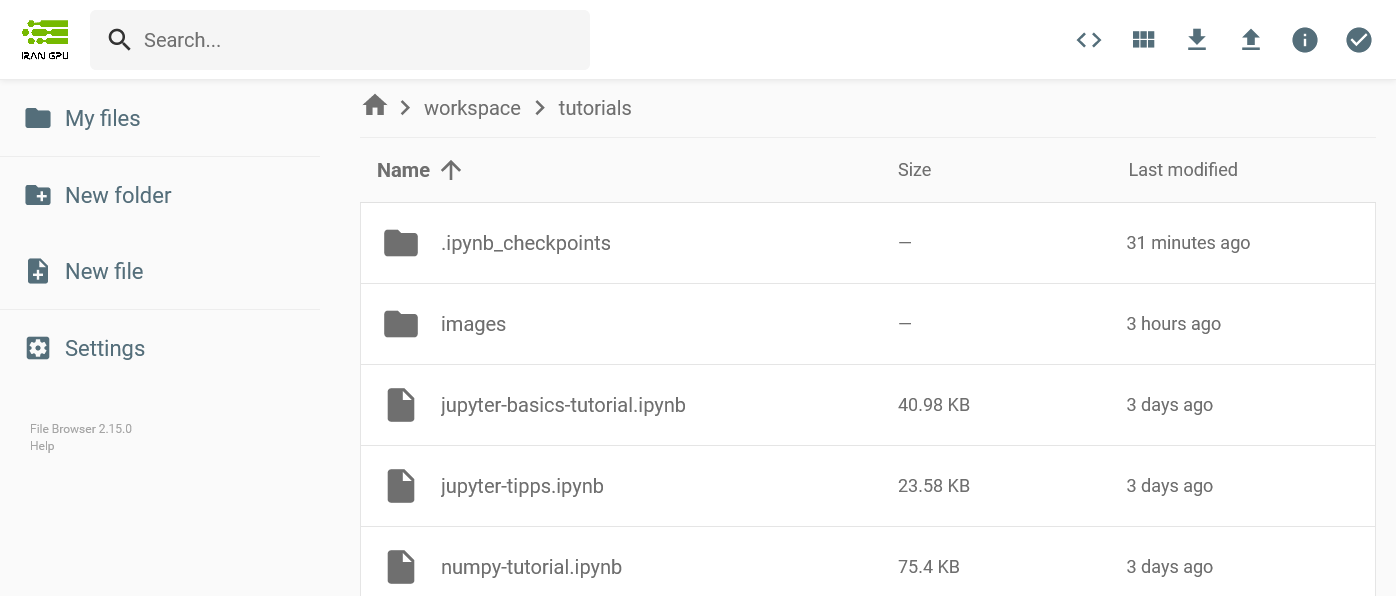 IRAN GPU
Search...
My files
New folder
New file
Settings
File Browser 2.15.0
Help
workspace tutorials
Name Size Last modified
.ipynb_checkpoints — 31 minutes ago
images — 3 hours ago
jupyter-basics-tutorial.ipynb 40.98 KB 3 days ago
jupyter-tipps.ipynb 23.58 KB 3 days ago
numpy-tutorial.ipynb 75.4 KB 3 days ago